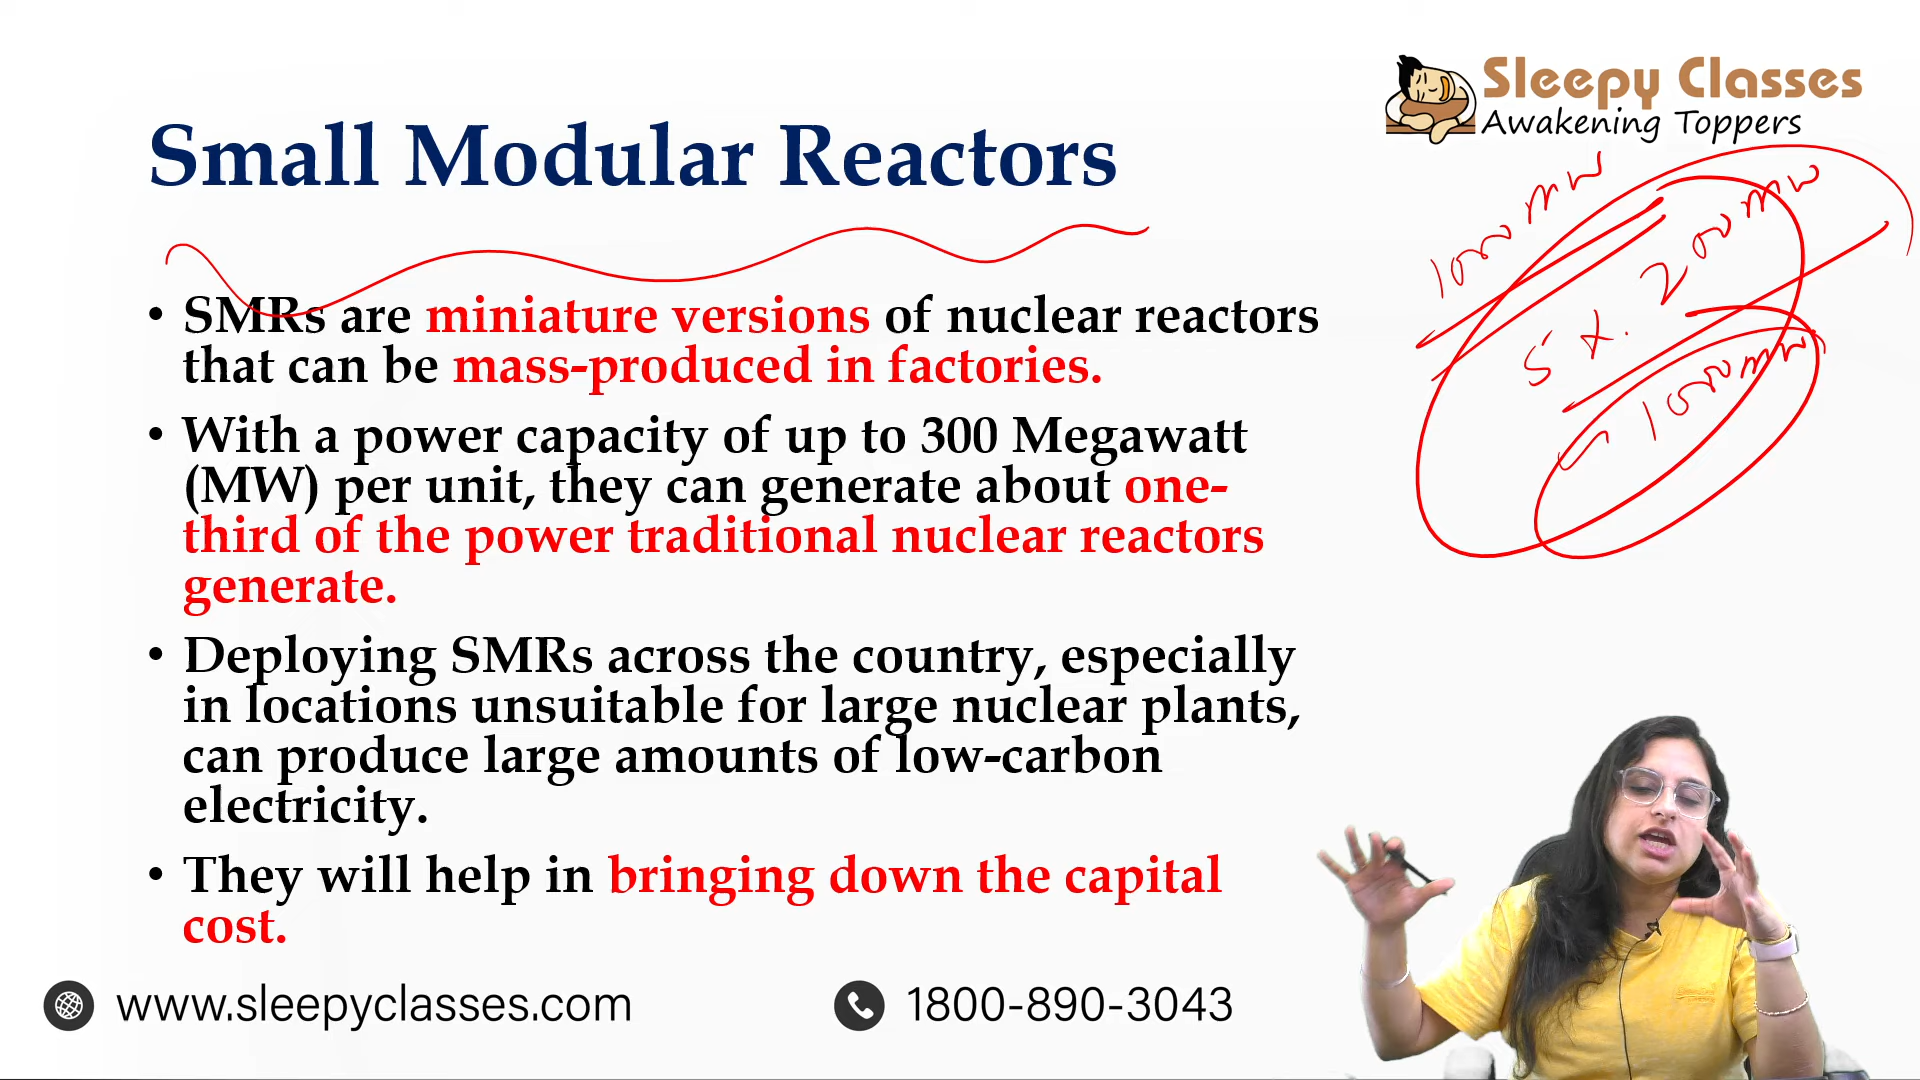 Sleepy Classes
Awakening Toppers
Small Modular Reactors
1000 MW
5 x. 200 MW
1000 MW
• SMRs are miniature versions of nuclear reactors
that can be mass-produced in factories.
• With a power capacity of up to 300 Megawatt
(MW) per unit, they can generate about one-
third of the power traditional nuclear reactors
generate.
• Deploying SMRs across the country, especially
in locations unsuitable for large nuclear plants,
can produce large amounts of low-carbon
electricity.
• They will help in bringing down the capital
cost.
www.sleepyclasses.com
1800-890-3043